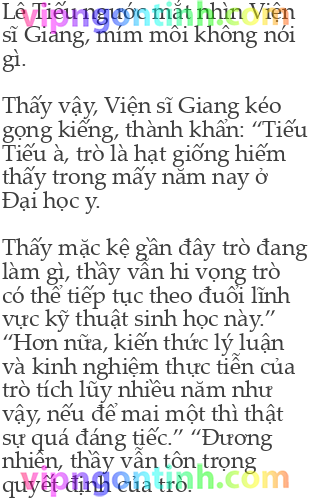 Lê Tiếu ngước mắt nhìn Viện
sĩ Giang, mím môi không nói
gì.
Thấy vậy, Viện sĩ Giang kéo
gọng kiếng, thành khẩn: “Tiếu
Tiếu à, trò là hạt giống hiếm
thấy trong mấy năm nay ở
Đại học y.
Thấy mặc kệ gần đây trò đang
làm gì, thầy vẫn hi vọng trò
có thể tiếp tục theo đuổi lĩnh
vực kỹ thuật sinh học này.”
“Hơn nữa, kiến thức lý luận
và kinh nghiệm thực tiễn của
trò tích lũy nhiều năm như
vậy, nếu để mai một thì thật
sự quá đáng tiếc.” “Đương
nhiên, thầy vẫn tôn trọng
quyết định của trò.
vipngontinh.com
vipngontinh.com